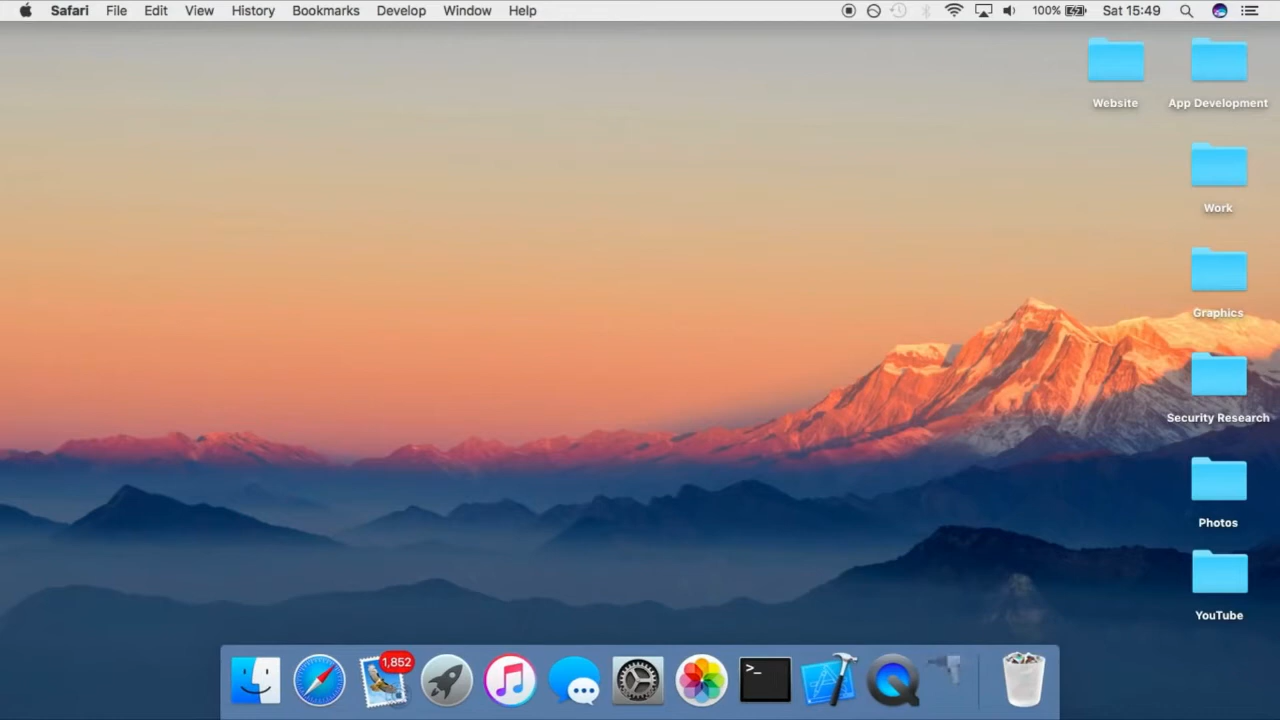 Safari File Edit View History Bookmarks Develop Window Help 100% Sat 15:49
Website App Development
Work
Graphics
Security Research
Photos
YouTube
1,852
>_